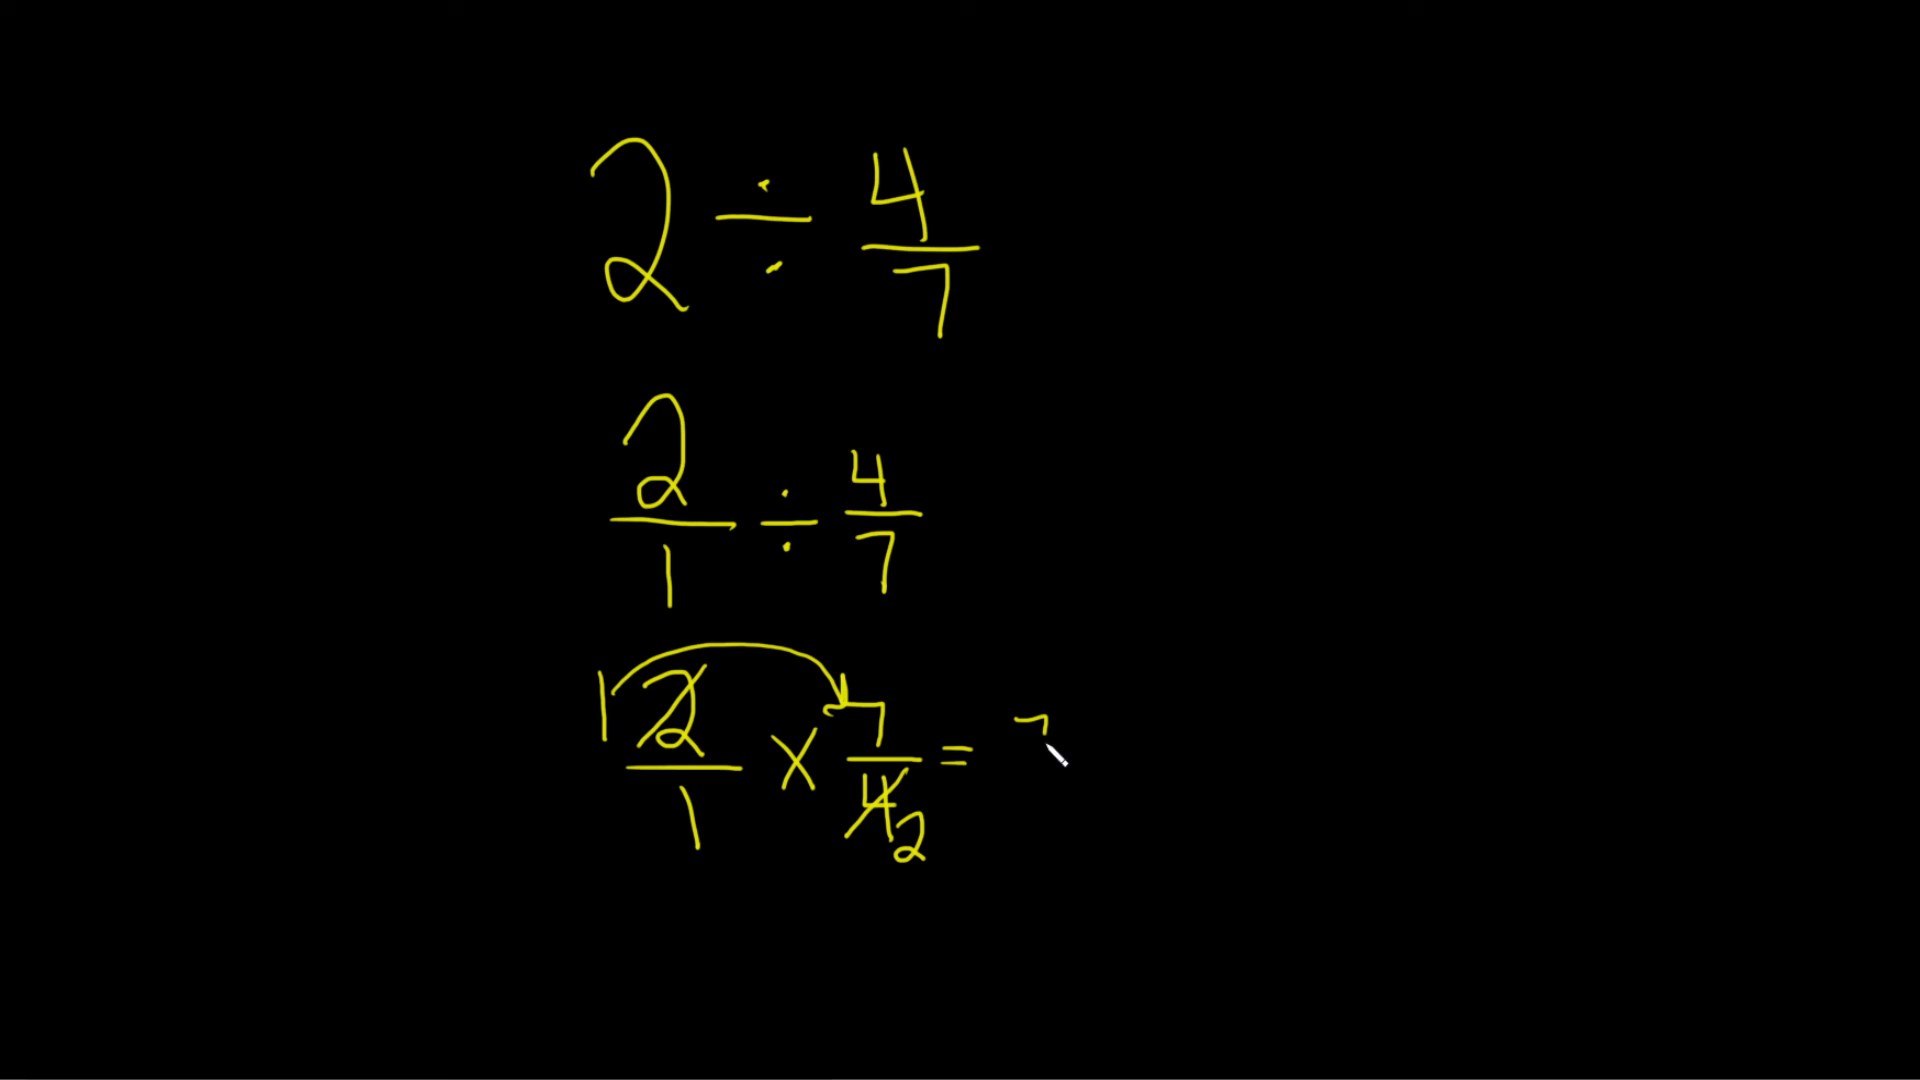 2 ÷ 4/7
2/1 ÷ 4/7
1 2/1 × 7/4 2 = 7